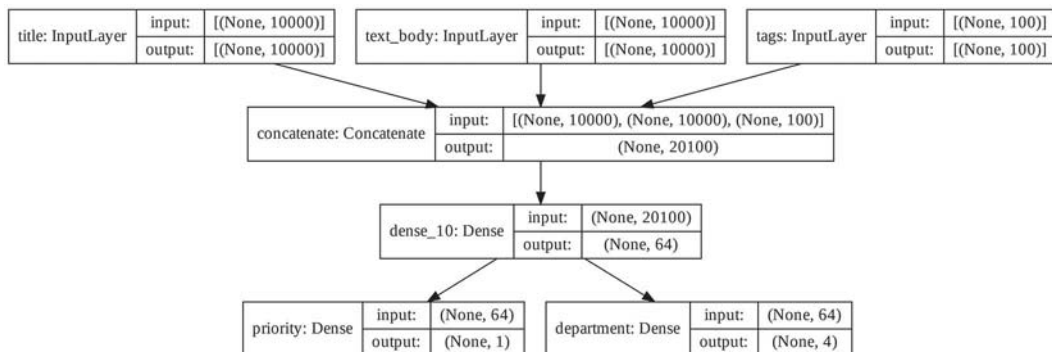 title: InputLayer
input: [(None, 10000)]
output: [(None, 10000)]
text_body: InputLayer
input: [(None, 10000)]
output: [(None, 10000)]
tags: InputLayer
input: [(None, 100)]
output: [(None, 100)]
concatenate: Concatenate
input: [(None, 10000), (None, 10000), (None, 100)]
output: (None, 20100)
dense_10: Dense
input: (None, 20100)
output: (None, 64)
priority: Dense
input: (None, 64)
output: (None, 1)
department: Dense
input: (None, 64)
output: (None, 4)